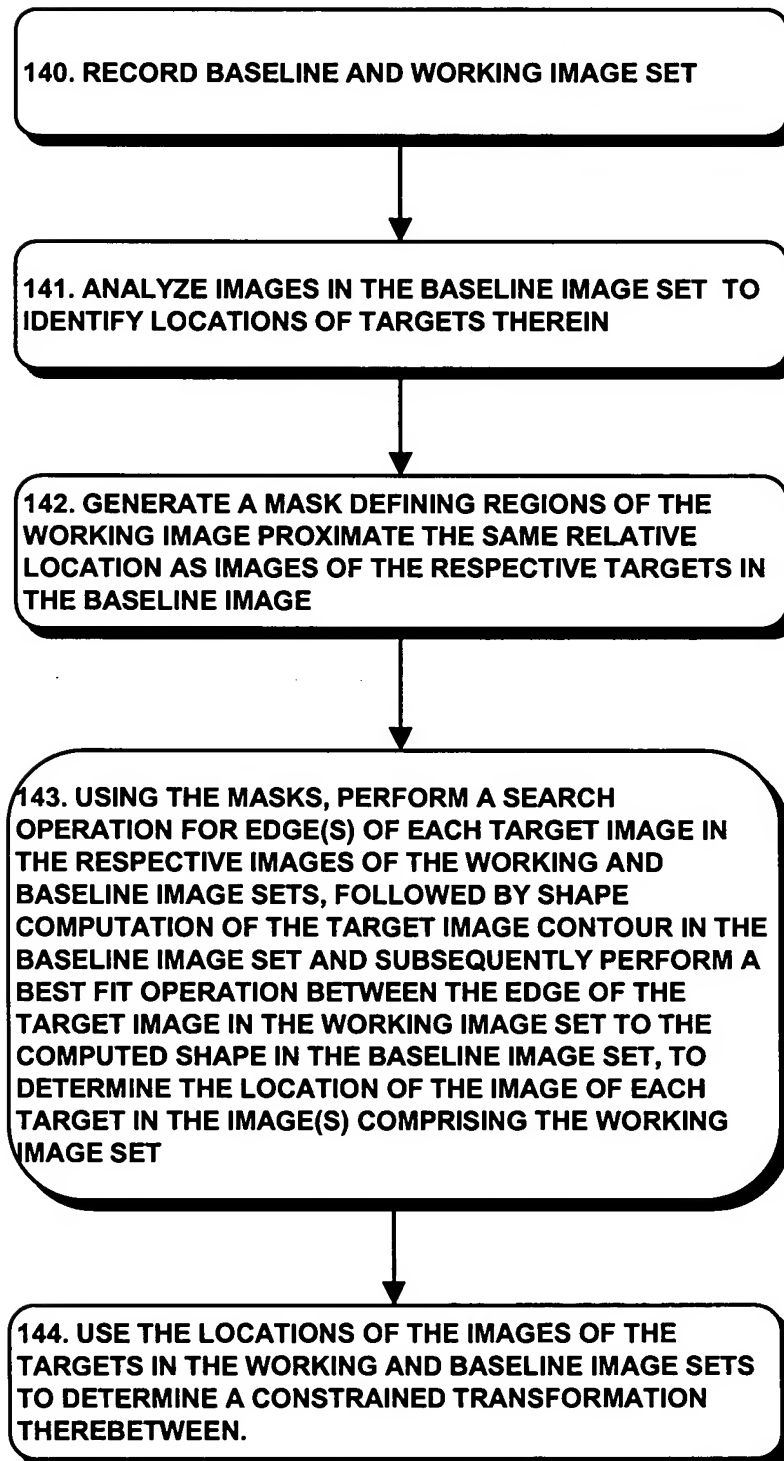 140. RECORD BASELINE AND WORKING IMAGE SET
141. ANALYZE IMAGES IN THE BASELINE IMAGE SET TO
IDENTIFY LOCATIONS OF TARGETS THEREIN
142. GENERATE A MASK DEFINING REGIONS OF THE
WORKING IMAGE PROXIMATE THE SAME RELATIVE
LOCATION AS IMAGES OF THE RESPECTIVE TARGETS IN
THE BASELINE IMAGE
143. USING THE MASKS, PERFORM A SEARCH
OPERATION FOR EDGE(S) OF EACH TARGET IMAGE IN
THE RESPECTIVE IMAGES OF THE WORKING AND
BASELINE IMAGE SETS, FOLLOWED BY SHAPE
COMPUTATION OF THE TARGET IMAGE CONTOUR IN THE
BASELINE IMAGE SET AND SUBSEQUENTLY PERFORM A
BEST FIT OPERATION BETWEEN THE EDGE OF THE
TARGET IMAGE IN THE WORKING IMAGE SET TO THE
COMPUTED SHAPE IN THE BASELINE IMAGE SET, TO
DETERMINE THE LOCATION OF THE IMAGE OF EACH
TARGET IN THE IMAGE(S) COMPRISING THE WORKING
IMAGE SET
144. USE THE LOCATIONS OF THE IMAGES OF THE
TARGETS IN THE WORKING AND BASELINE IMAGE SETS
TO DETERMINE A CONSTRAINED TRANSFORMATION
THEREBETWEEN.